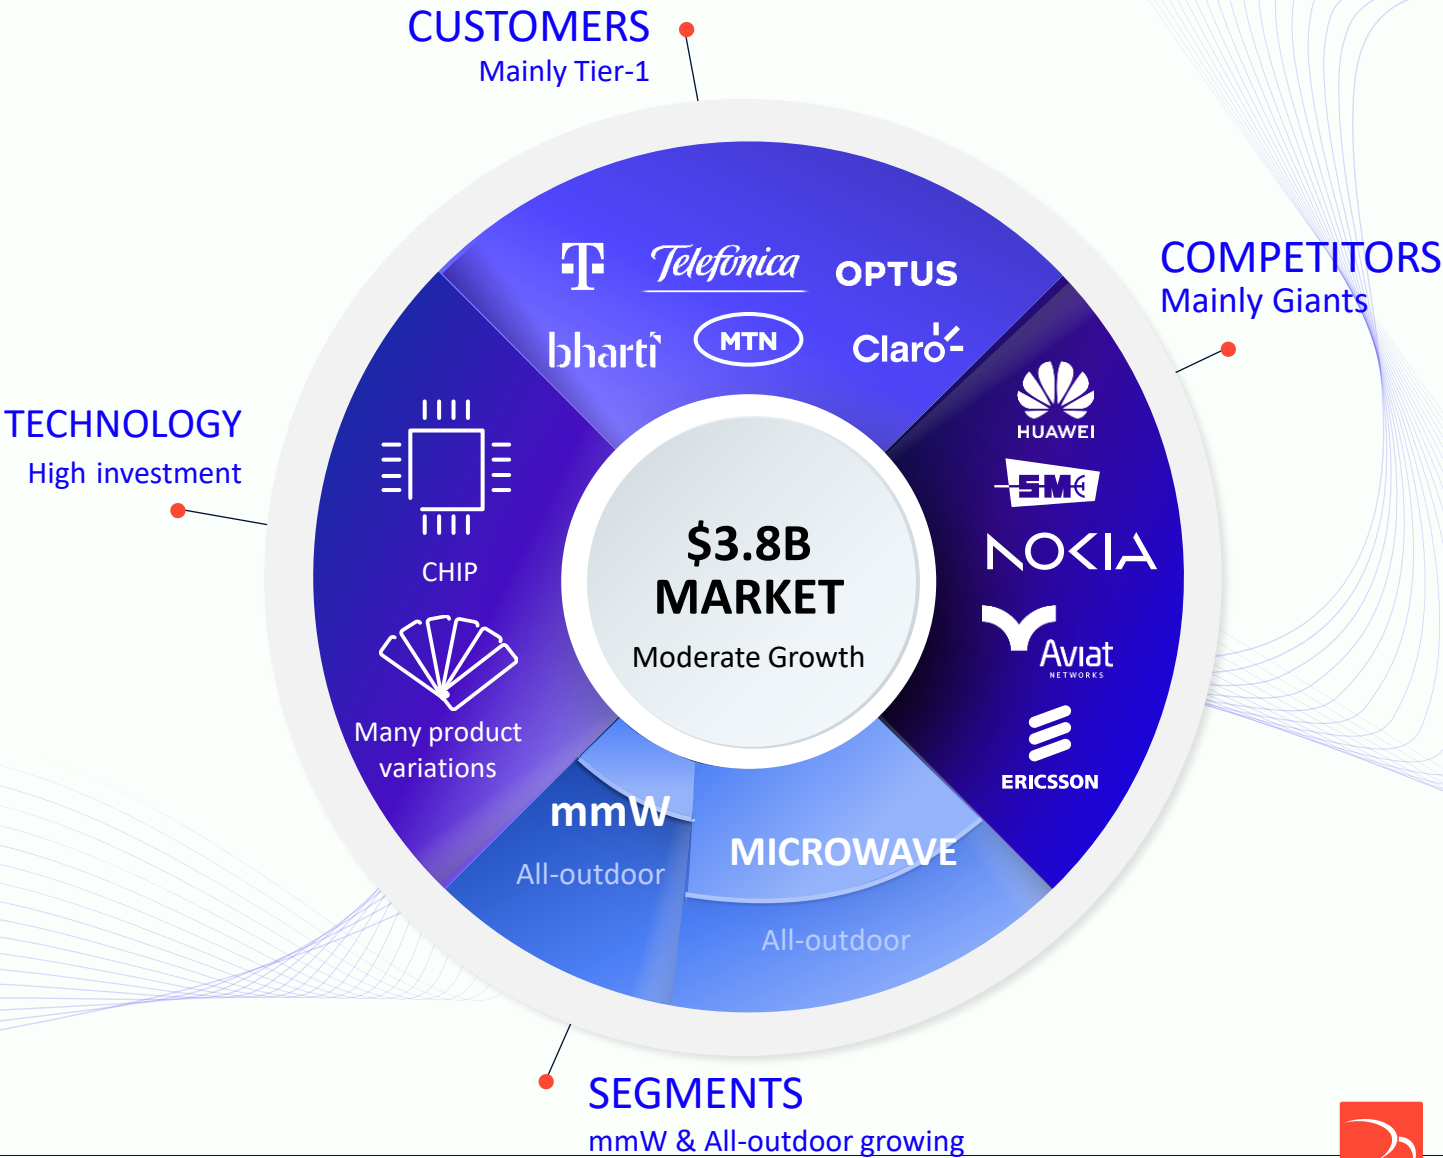 CUSTOMERS
Mainly Tier-1
T Telefónica OPTUS
bharti MTN Claro
COMPETITORS
Mainly Giants
HUAWEI
SM
NOKIA
AVIAT
NETWORKS
ERICSSON
TECHNOLOGY
High investment
CHIP
Many product
variations
$3.8B
MARKET
Moderate Growth
mmW
All-outdoor
MICROWAVE
All-outdoor
SEGMENTS
mmW & All-outdoor growing